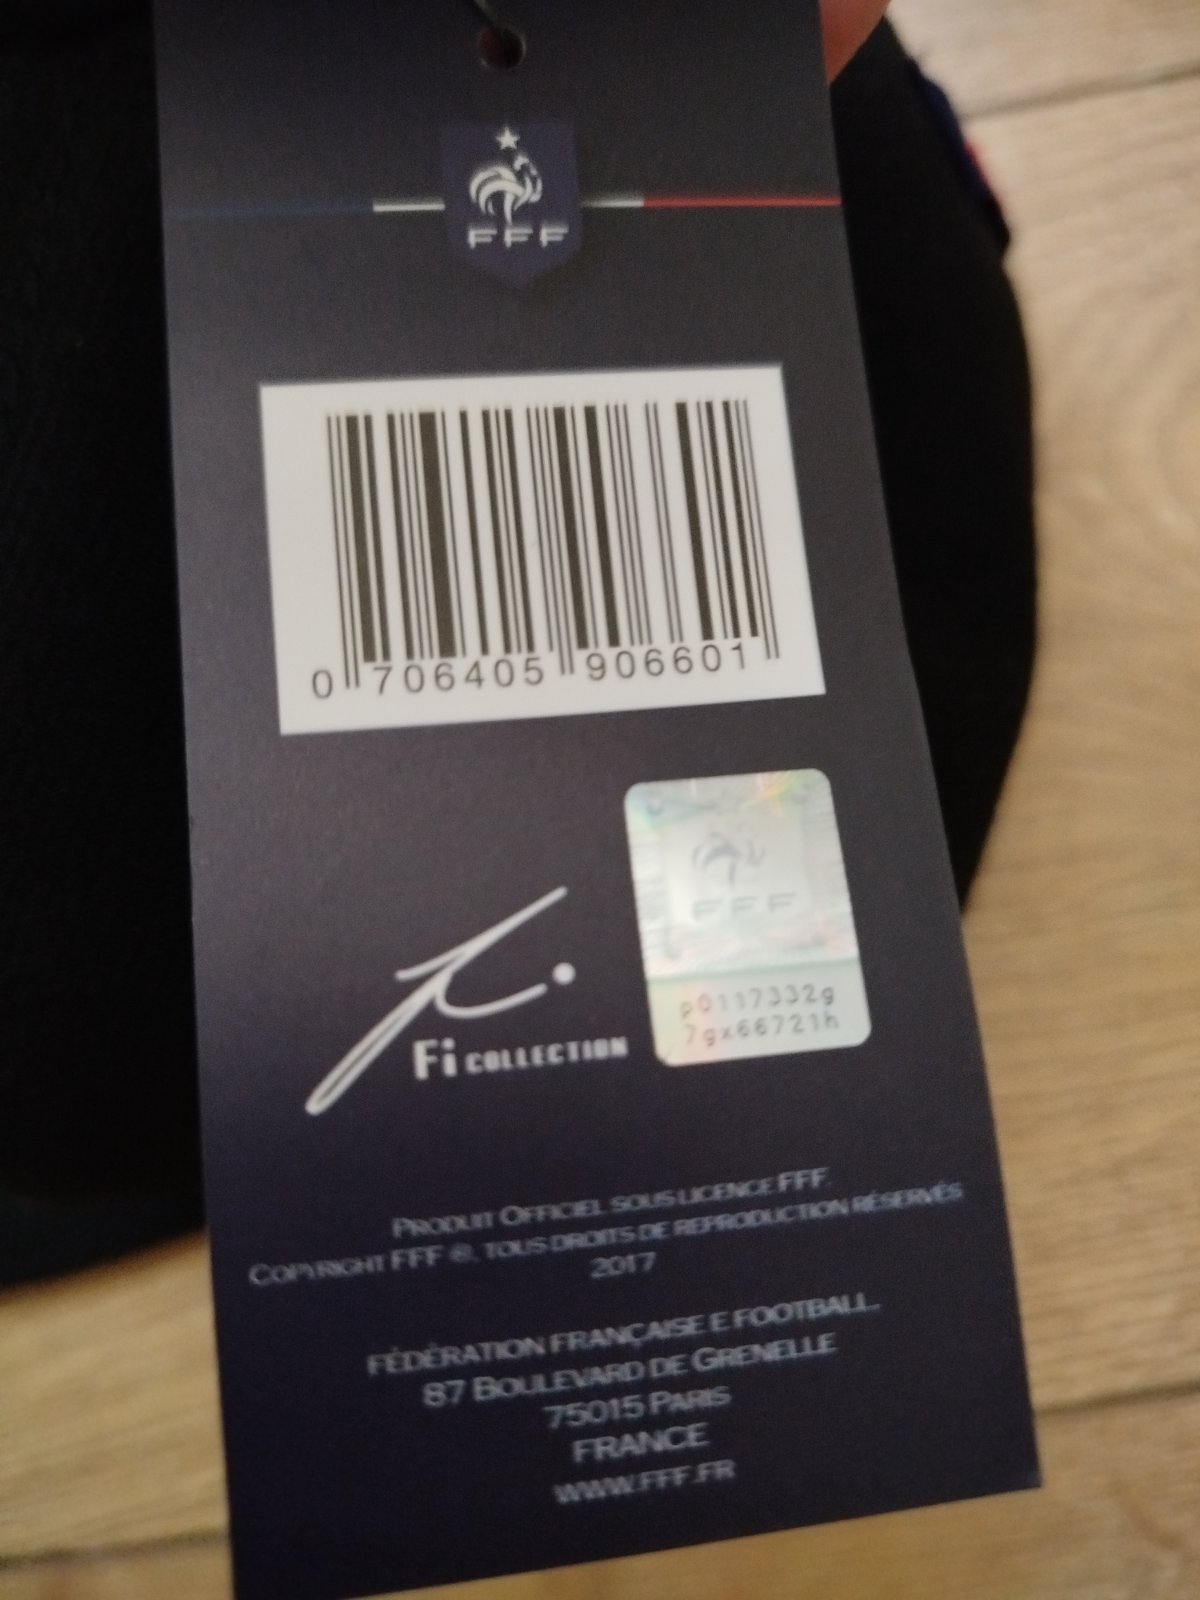 FFF
0 706405 906601
FFF
p0117332g
7gx66721h
Fi COLLECTION
PRODUIT OFFICIEL SOUS LICENCE FFF.
COPYRIGHT FFF ®. TOUS DROITS DE REPRODUCTION RÉSERVÉS
2017
FÉDÉRATION FRANÇAISE E FOOTBALL.
87 BOULEVARD DE GRENELLE
75015 PARIS
FRANCE
WWW.FFF.FR